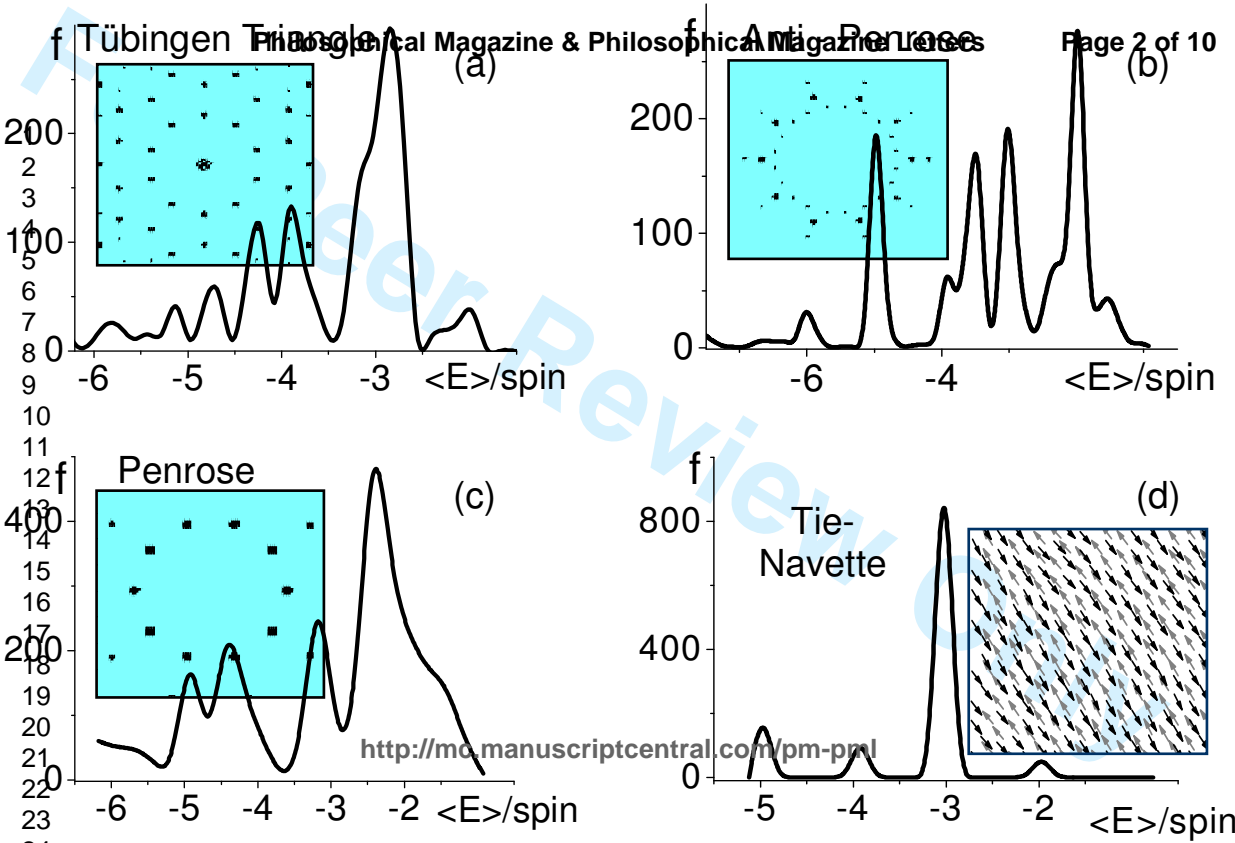 Philosophical Magazine & Philosophical Magazine Letters Page 2 of 10
f Tübingen Triangle (a)
200
100
0
-6 -5 -4 -3 <E>/spin
f Anti - Penrose (b)
200
100
0
-6 -4 <E>/spin
f Penrose (c)
400
200
0
-6 -5 -4 -3 -2 <E>/spin
f Tie-
Navette
(d)
800
400
0
-5 -4 -3 -2 <E>/spin
1
2
3
4
5
6
7
8
9
10
11
12
13
14
15
16
17
18
19
20
21
22
23
For Peer Review Only
http://mc.manuscriptcentral.com/pm-pml